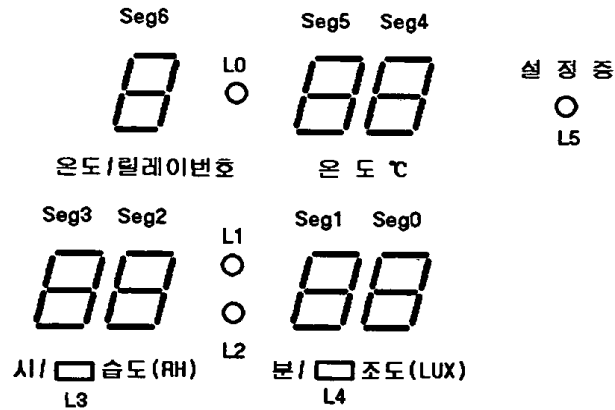 Seg6 Seg5 Seg4
L0 설 정 증
L5
온도/릴레이번호 온 도 ℃
Seg3 Seg2 Seg1 Seg0
L1
L2
시/ 습도(RH) 분/ 조도(LUX)
L3 L4